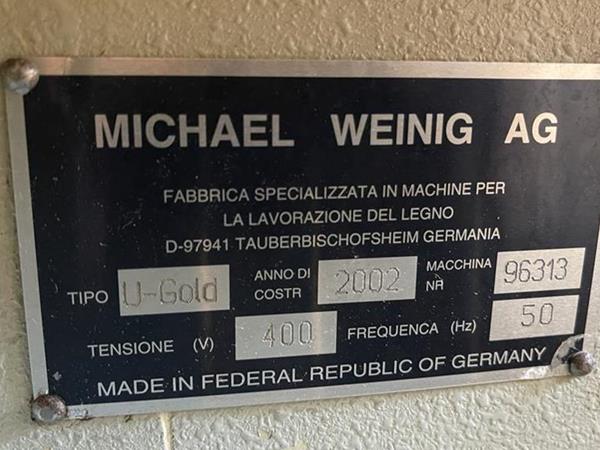 MICHAEL WEINIG AG
FABBRICA SPECIALIZZATA IN MACHINE PER
LA LAVORAZIONE DEL LEGNO
D-97941 TAUBERBISCHOFSHEIM GERMANIA
TIPO U-Gold ANNO DI COSTR 2002 MACCHINA NR 96313
TENSIONE (V) 400 FREQUENCA (Hz) 50
MADE IN FEDERAL REPUBLIC OF GERMANY